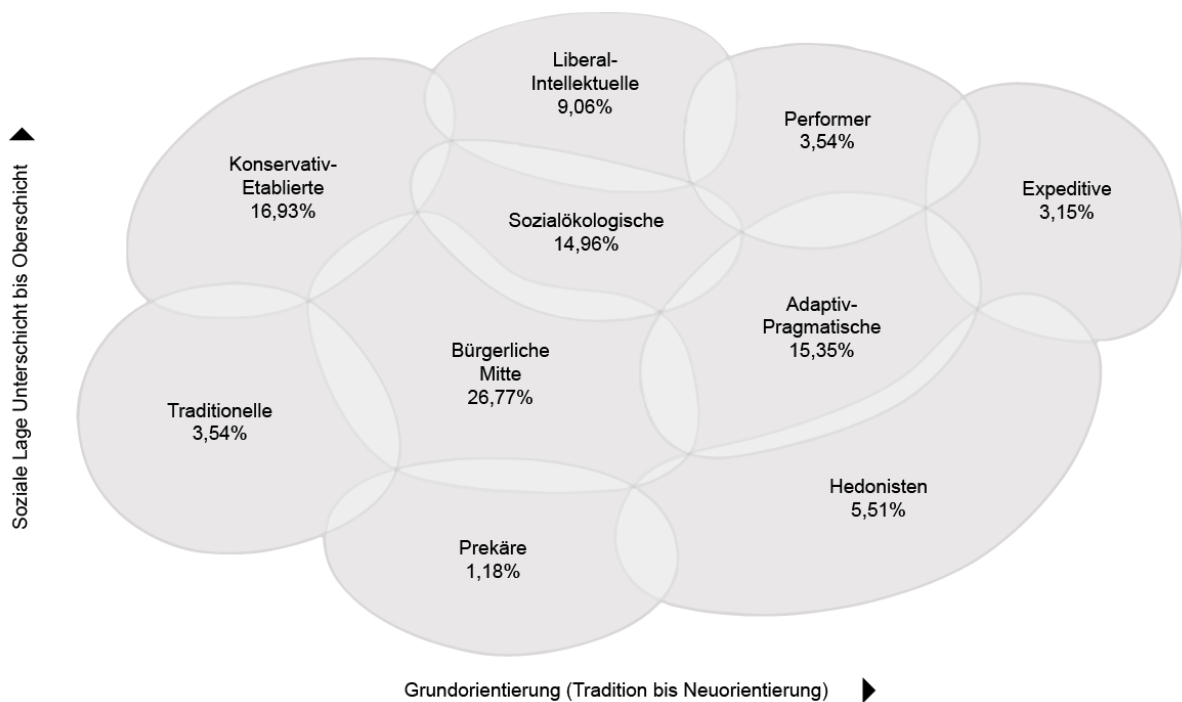 Liberal-
Intellektuelle
9,06%
Performer
3,54%
Konservativ-
Etablierte
16,93%
Expeditive
3,15%
Sozialökologische
14,96%
Adaptiv-
Pragmatische
15,35%
Bürgerliche
Mitte
26,77%
Traditionelle
3,54%
Hedonisten
5,51%
Prekäre
1,18%
Soziale Lage Unterschicht bis Oberschicht
Grundorientierung (Tradition bis Neuorientierung)